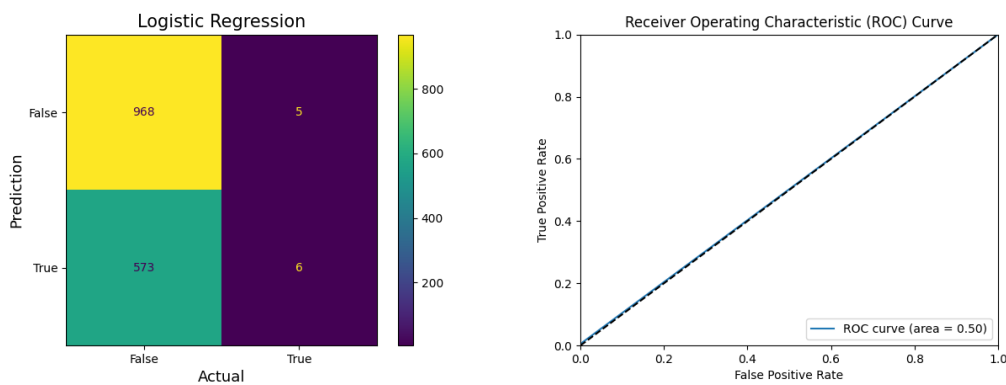 Logistic Regression
Prediction
False
True
968
5
573
6
False
True
Actual
800
600
400
200
Receiver Operating Characteristic (ROC) Curve
True Positive Rate
1.0
0.8
0.6
0.4
0.2
0.0
0.0
0.2
0.4
0.6
0.8
1.0
False Positive Rate
ROC curve (area = 0.50)